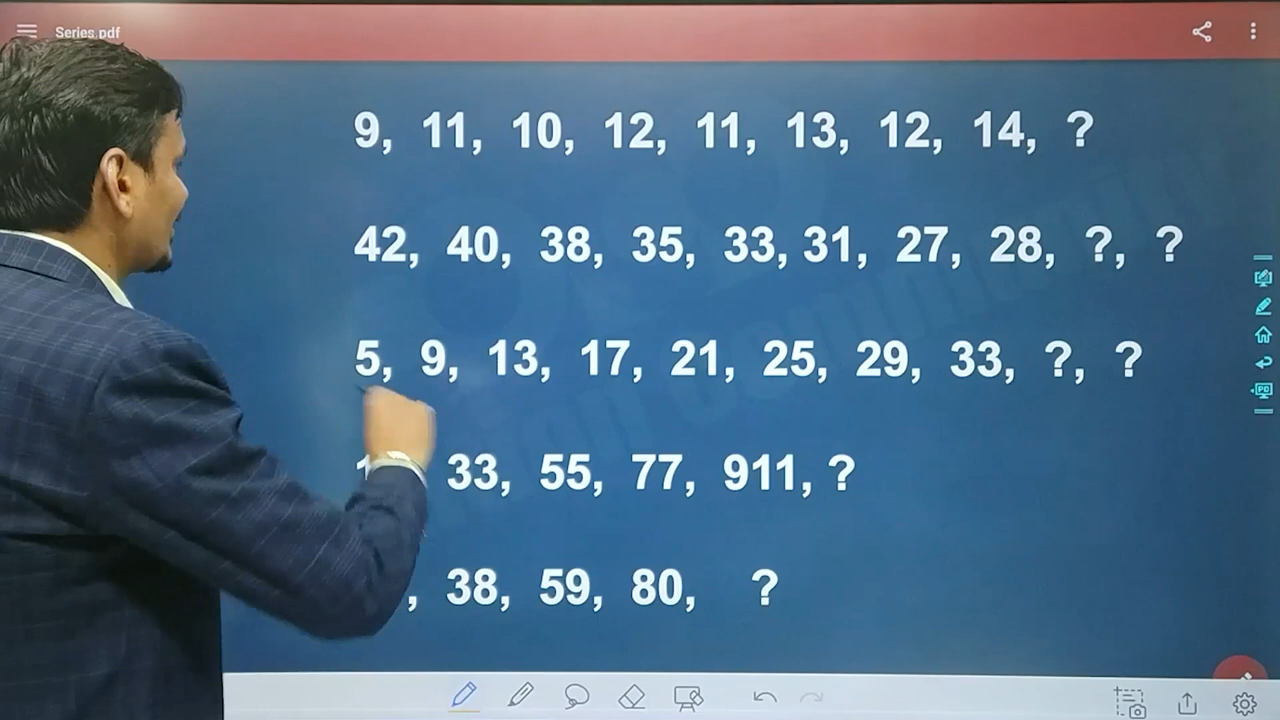 Series.pdf
9, 11, 10, 12, 11, 13, 12, 14, ?
42, 40, 38, 35, 33, 31, 27, 28, ?, ?
5, 9, 13, 17, 21, 25, 29, 33, ?, ?
33, 55, 77, 911, ?
, 38, 59, 80, ?
PD